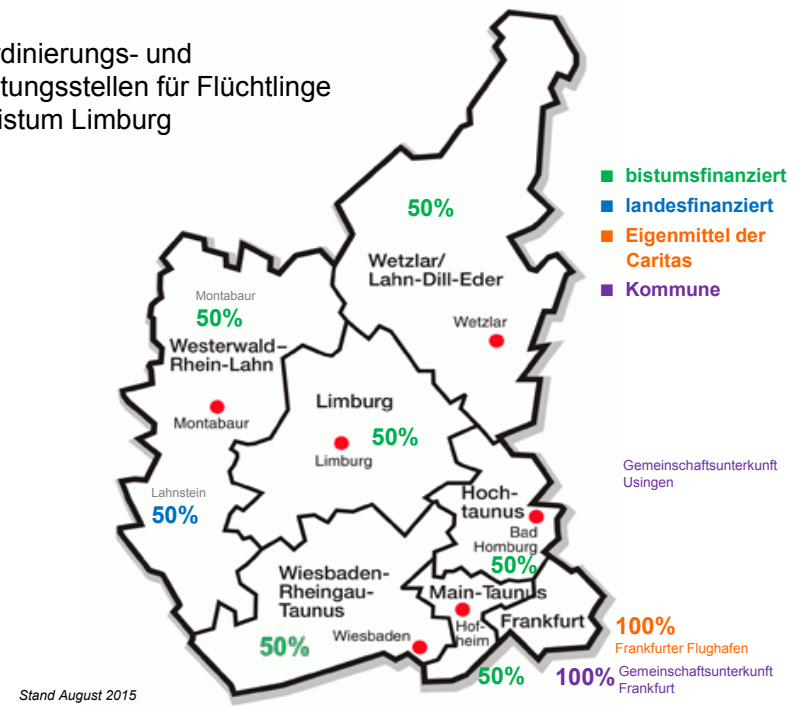 rdinierungs- und
tungsstellen für Flüchtlinge
istum Limburg
■ bistumsfinanziert
■ landesfinanziert
■ Eigenmittel der
Caritas
■ Kommune
50%
Wetzlar/
Lahn-Dill-Eder
Wetzlar
Montabaur
50%
Westerwald–
Rhein-Lahn
Montabaur
Limburg
50%
Limburg
Lahnstein
50%
Gemeinschaftsunterkunft
Usingen
Hoch-
taunus
Bad
Homburg
50%
Wiesbaden-
Rheingau-
Taunus
50%
Wiesbaden
Main-Taunus
Hof-
heim
Frankfurt
100%
Frankfurter Flughafen
50%
100% Gemeinschaftsunterkunft
Frankfurt
Stand August 2015